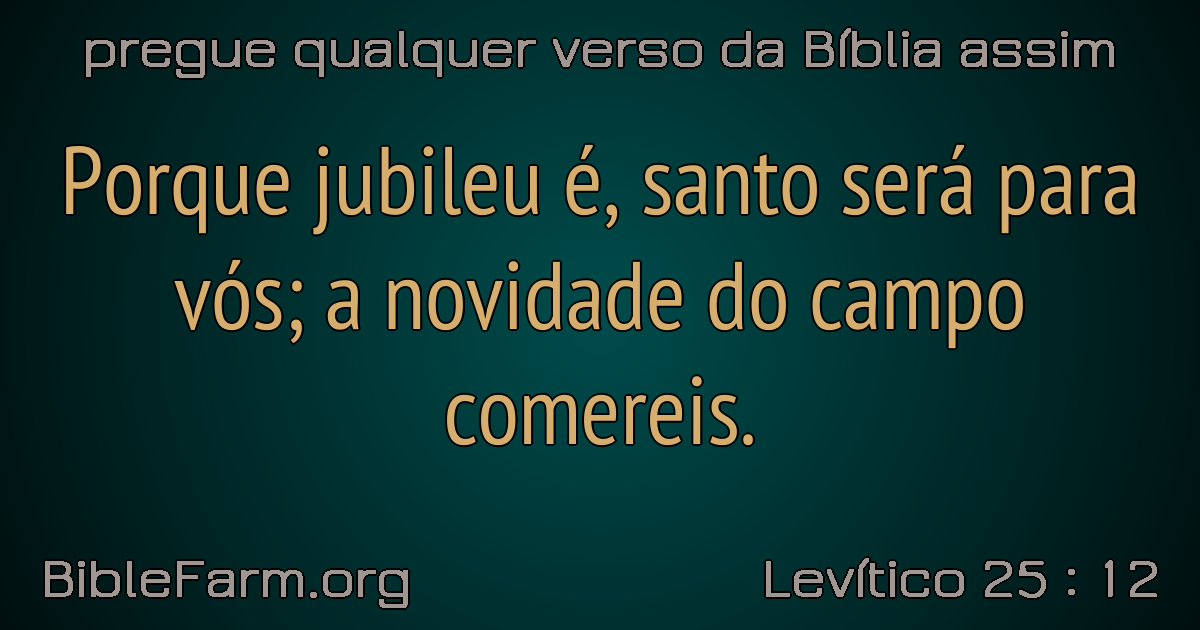 pregue qualquer verso da Bíblia assim
Porque jubileu é, santo será para
vós; a novidade do campo
comereis.
BibleFarm.org
Levítico 25 : 12